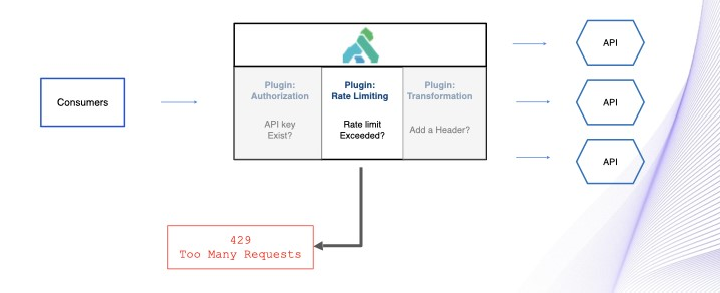 Consumers
Plugin:
Authorization
API key
Exist?
Plugin:
Rate Limiting
Rate limit
Exceeded?
Plugin:
Transformation
Add a Header?
API
API
API
429
Too Many Requests